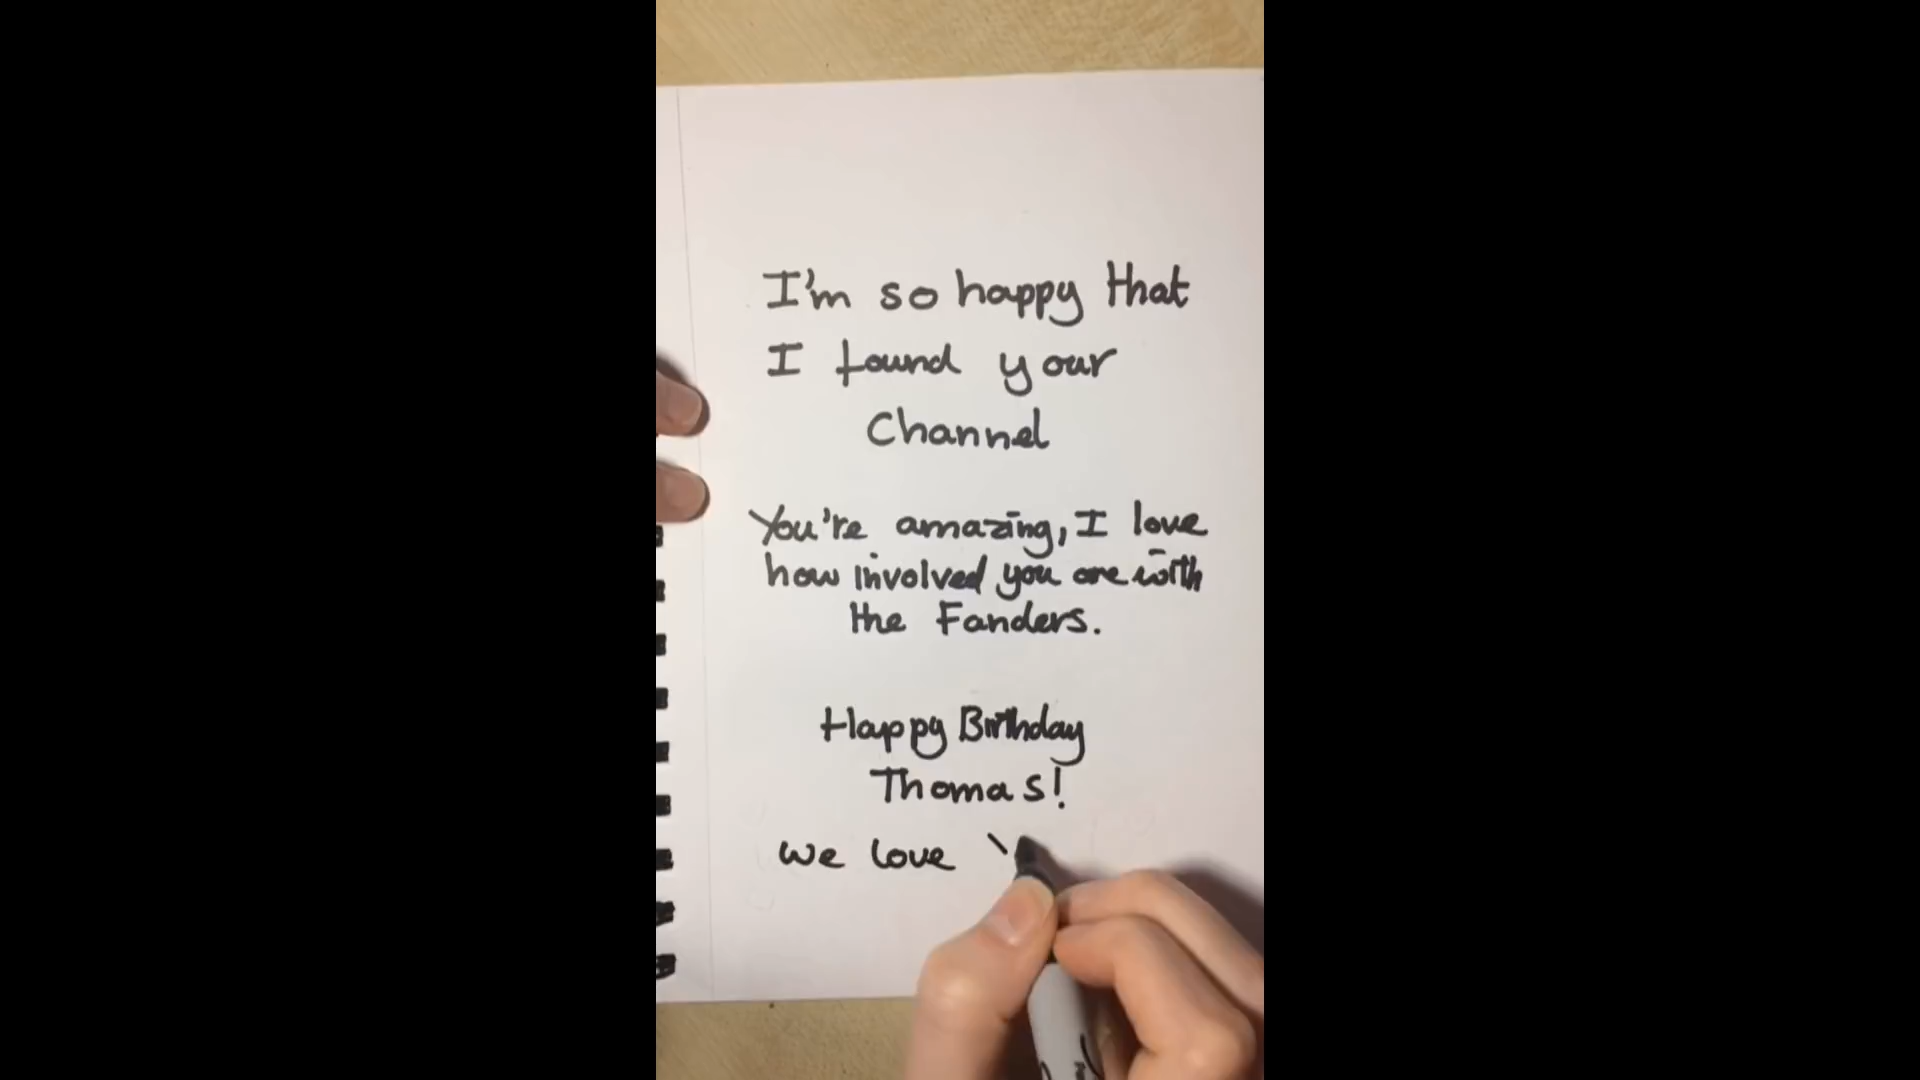 I'm so happy that
I found your
Channel
You're amazing, I love
how involved you are with
the Fanders.
Happy Birthday
Thomas!
We love